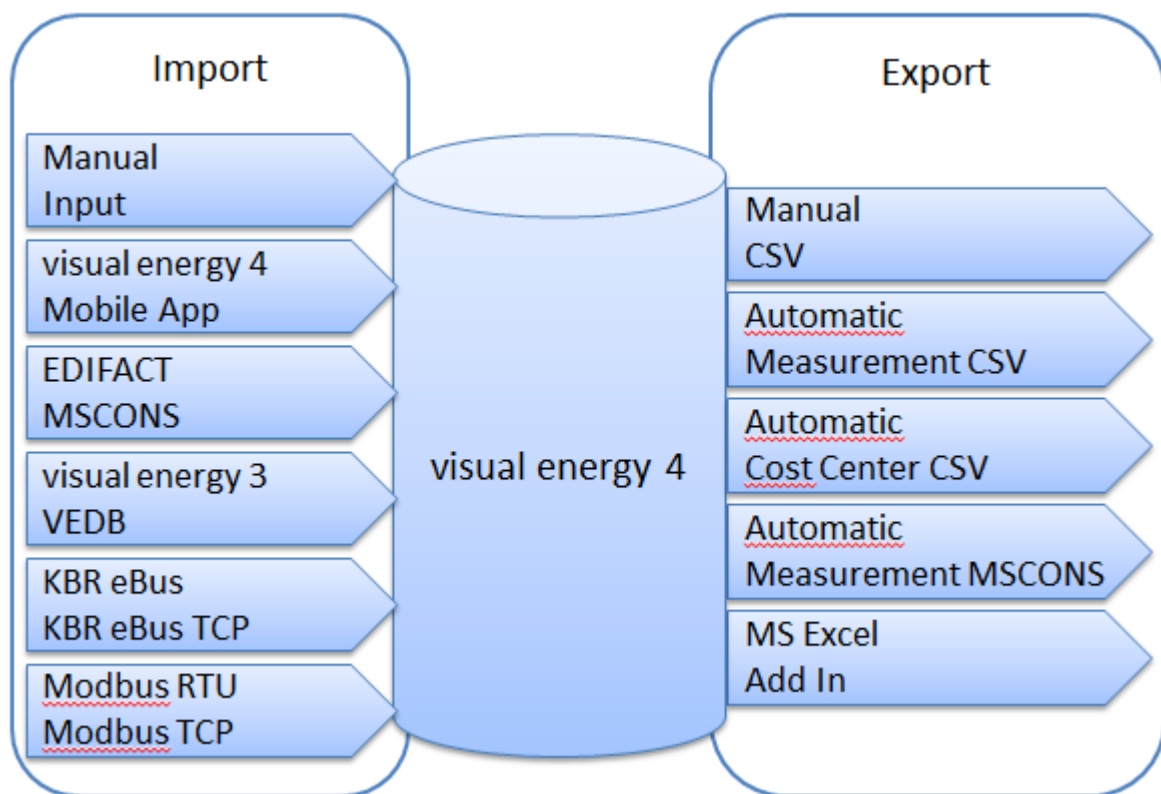 Import
Manual
Input
visual energy 4
Mobile App
EDIFACT
MSCONS
visual energy 3
VEDB
KBR eBus
KBR eBus TCP
Modbus RTU
Modbus TCP
visual energy 4
Export
Manual
CSV
Automatic
Measurement CSV
Automatic
Cost Center CSV
Automatic
Measurement MSCONS
MS Excel
Add In